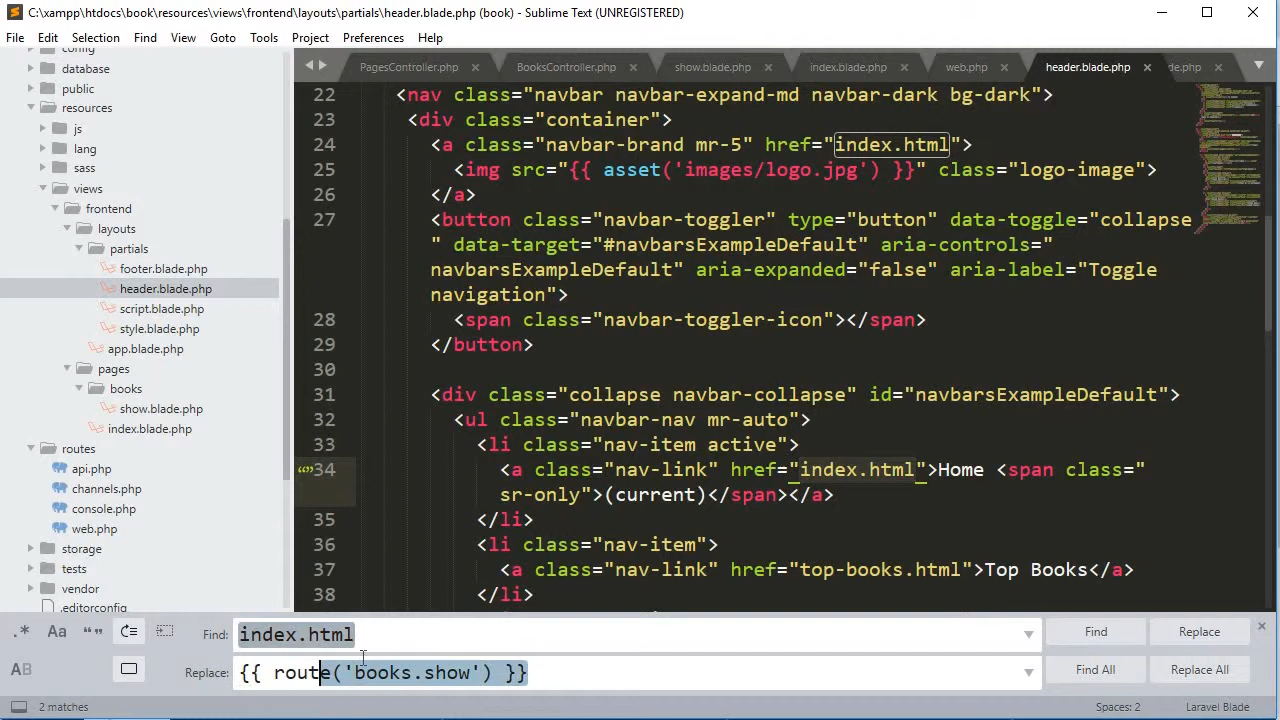 C:\xampp\htdocs\book\resources\views\frontend\layouts\partials\header.blade.php (book) - Sublime Text (UNREGISTERED)
File Edit Selection Find View Goto Tools Project Preferences Help
config
database
public
resources
js
lang
sass
views
frontend
layouts
partials
footer.blade.php
header.blade.php
script.blade.php
style.blade.php
app.blade.php
pages
books
show.blade.php
index.blade.php
routes
api.php
channels.php
console.php
web.php
storage
tests
vendor
.editorconfig
PagesController.php × BooksController.php × show.blade.php × index.blade.php × web.php × header.blade.php × de.php ×
22 <nav class="navbar navbar-expand-md navbar-dark bg-dark">
23 <div class="container">
24 <a class="navbar-brand mr-5" href="index.html">
25 <img src="{{ asset('images/logo.jpg') }}" class="logo-image">
26 </a>
27 <button class="navbar-toggler" type="button" data-toggle="collapse
" data-target="#navbarsExampleDefault" aria-controls="
navbarsExampleDefault" aria-expanded="false" aria-label="Toggle
navigation">
28 <span class="navbar-toggler-icon"></span>
29 </button>
30
31 <div class="collapse navbar-collapse" id="navbarsExampleDefault">
32 <ul class="navbar-nav mr-auto">
33 <li class="nav-item active">
34 <a class="nav-link" href="index.html">Home <span class="
sr-only">(current)</span></a>
35 </li>
36 <li class="nav-item">
37 <a class="nav-link" href="top-books.html">Top Books</a>
38 </li>
.* Aa “” Find: index.html Find Replace
AB Replace: {{ route('books.show') }} Find All Replace All
2 matches Spaces: 2 Laravel Blade